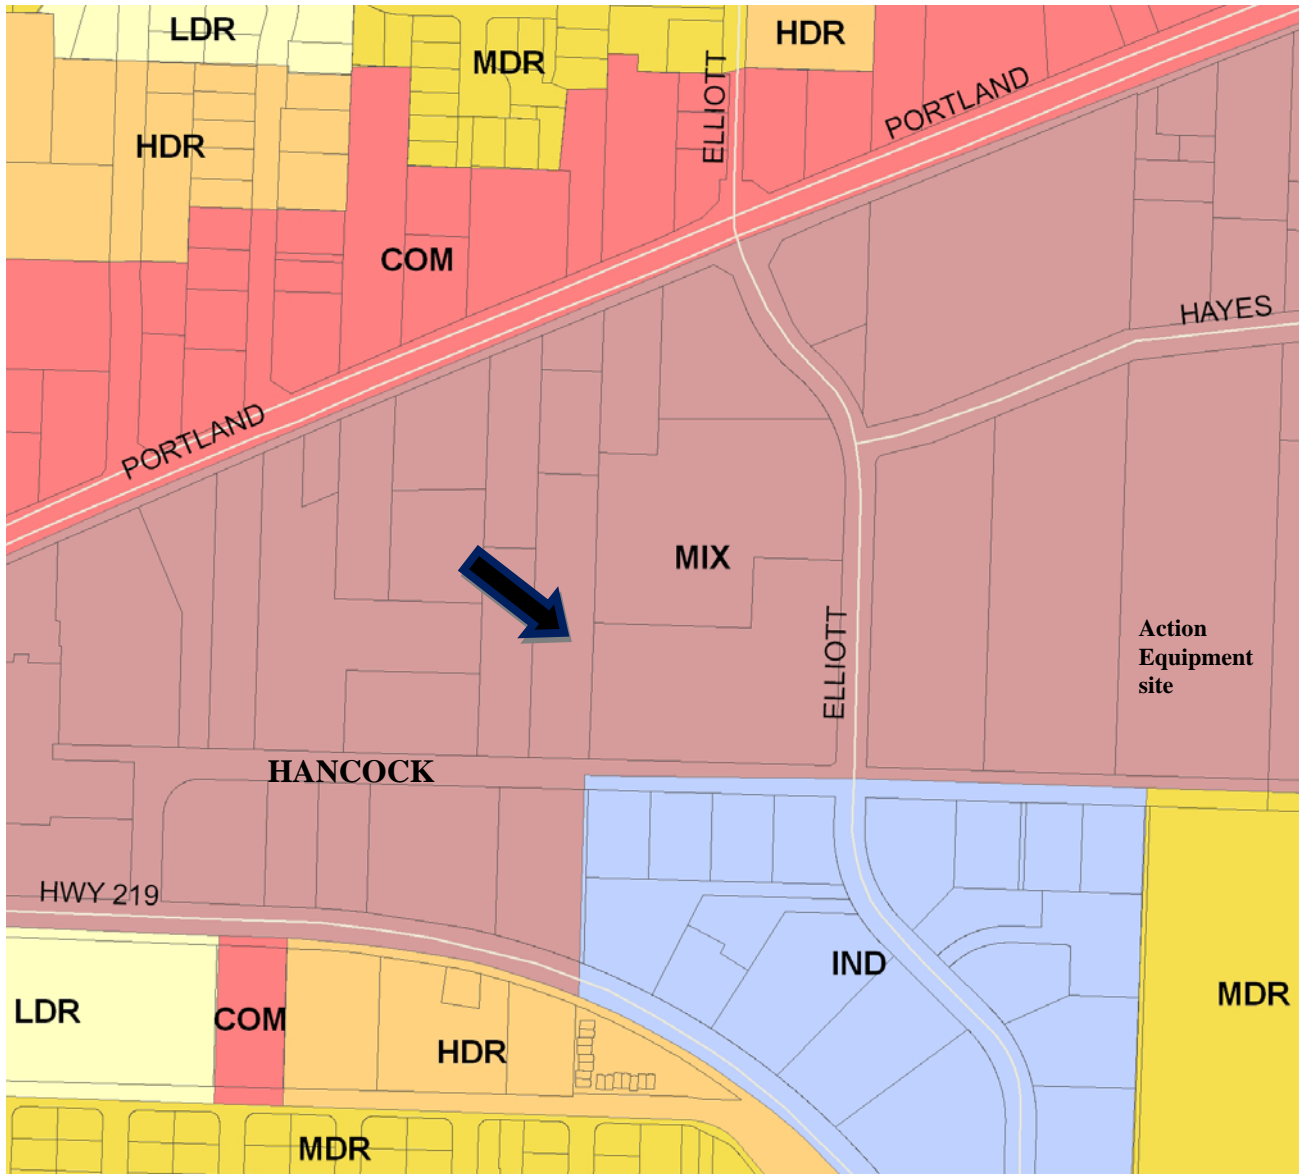 LDR
HDR
MDR
ELLIOTT
PORTLAND
HDR
COM
HAYES
PORTLAND
MIX
ELLIOTT
Action
Equipment
site
HANCOCK
HWY 219
IND
MDR
LDR
COM
HDR
MDR